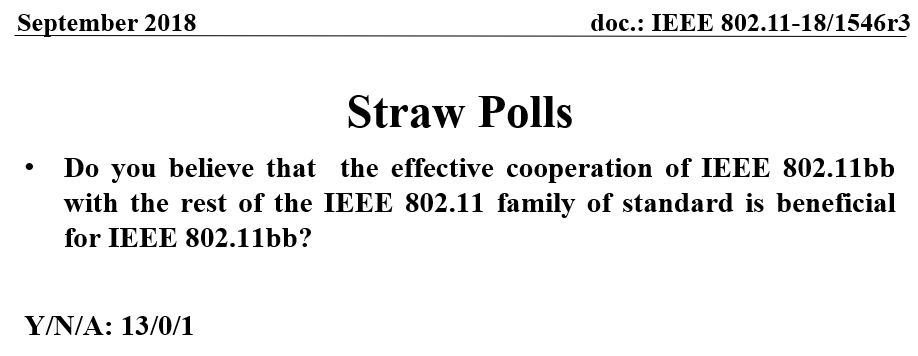 September 2018 doc.: IEEE 802.11-18/1546r3
Straw Polls
• Do you believe that the effective cooperation of IEEE 802.11bb
with the rest of the IEEE 802.11 family of standard is beneficial
for IEEE 802.11bb?
Y/N/A: 13/0/1